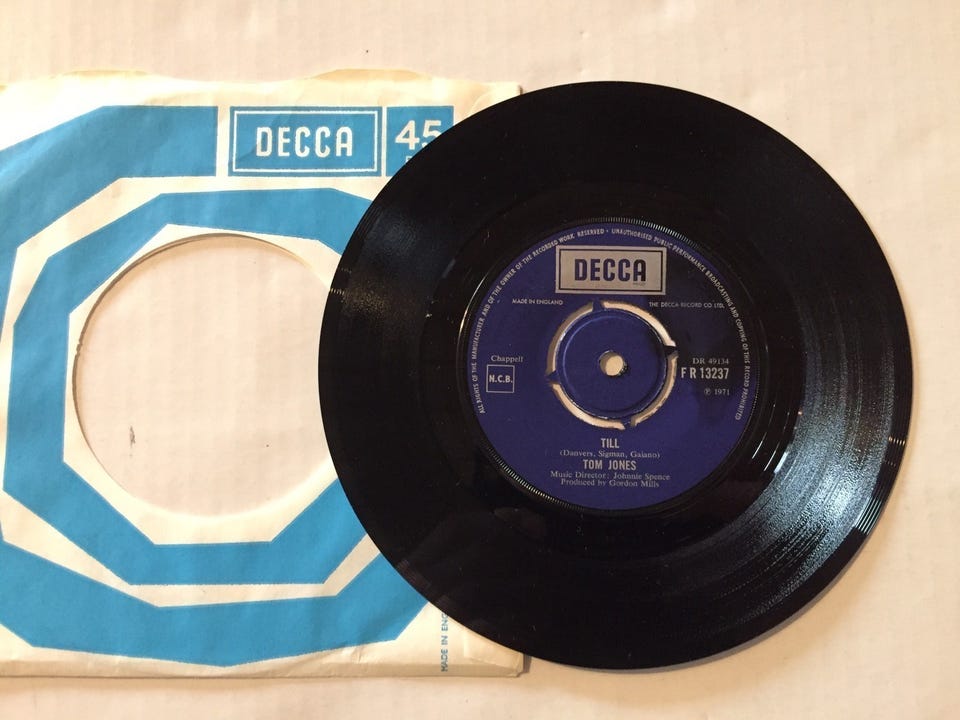 DECCA
45
MADE IN ENG
ALL RIGHTS OF THE MANUFACTURER AND OF THE OWNER OF THE RECORDED WORK RESERVED • UNAUTHORISED PUBLIC PERFORMANCE BROADCASTING AND COPYING OF THIS RECORD PROHIBITED
DECCA
MADE IN ENGLAND
THE DECCA RECORD CO LTD.
Chappell
N.C.B.
DR 49134
F R 13237
℗ 1971
TILL
(Danvers, Sigman, Gaiano)
TOM JONES
Music Director: Johnnie Spence
Produced by Gordon Mills